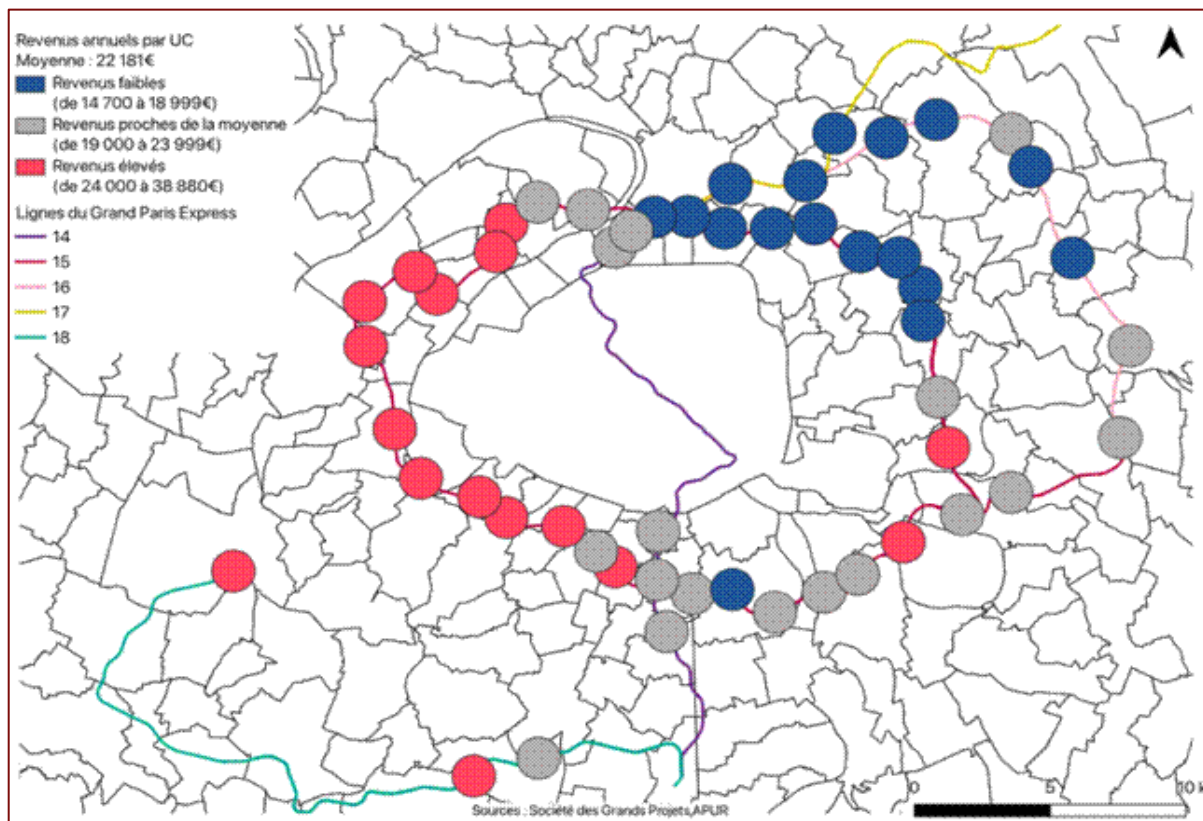 Revenus annuels par UC
Moyenne : 22 181€
Revenus faibles
(de 14 700 à 18 999€)
Revenus proches de la moyenne
(de 19 000 à 23 999€)
Revenus élevés
(de 24 000 à 38 880€)
Lignes du Grand Paris Express
14
15
16
17
18
Sources : Société des Grands Projets,APUR
0 5 10 k